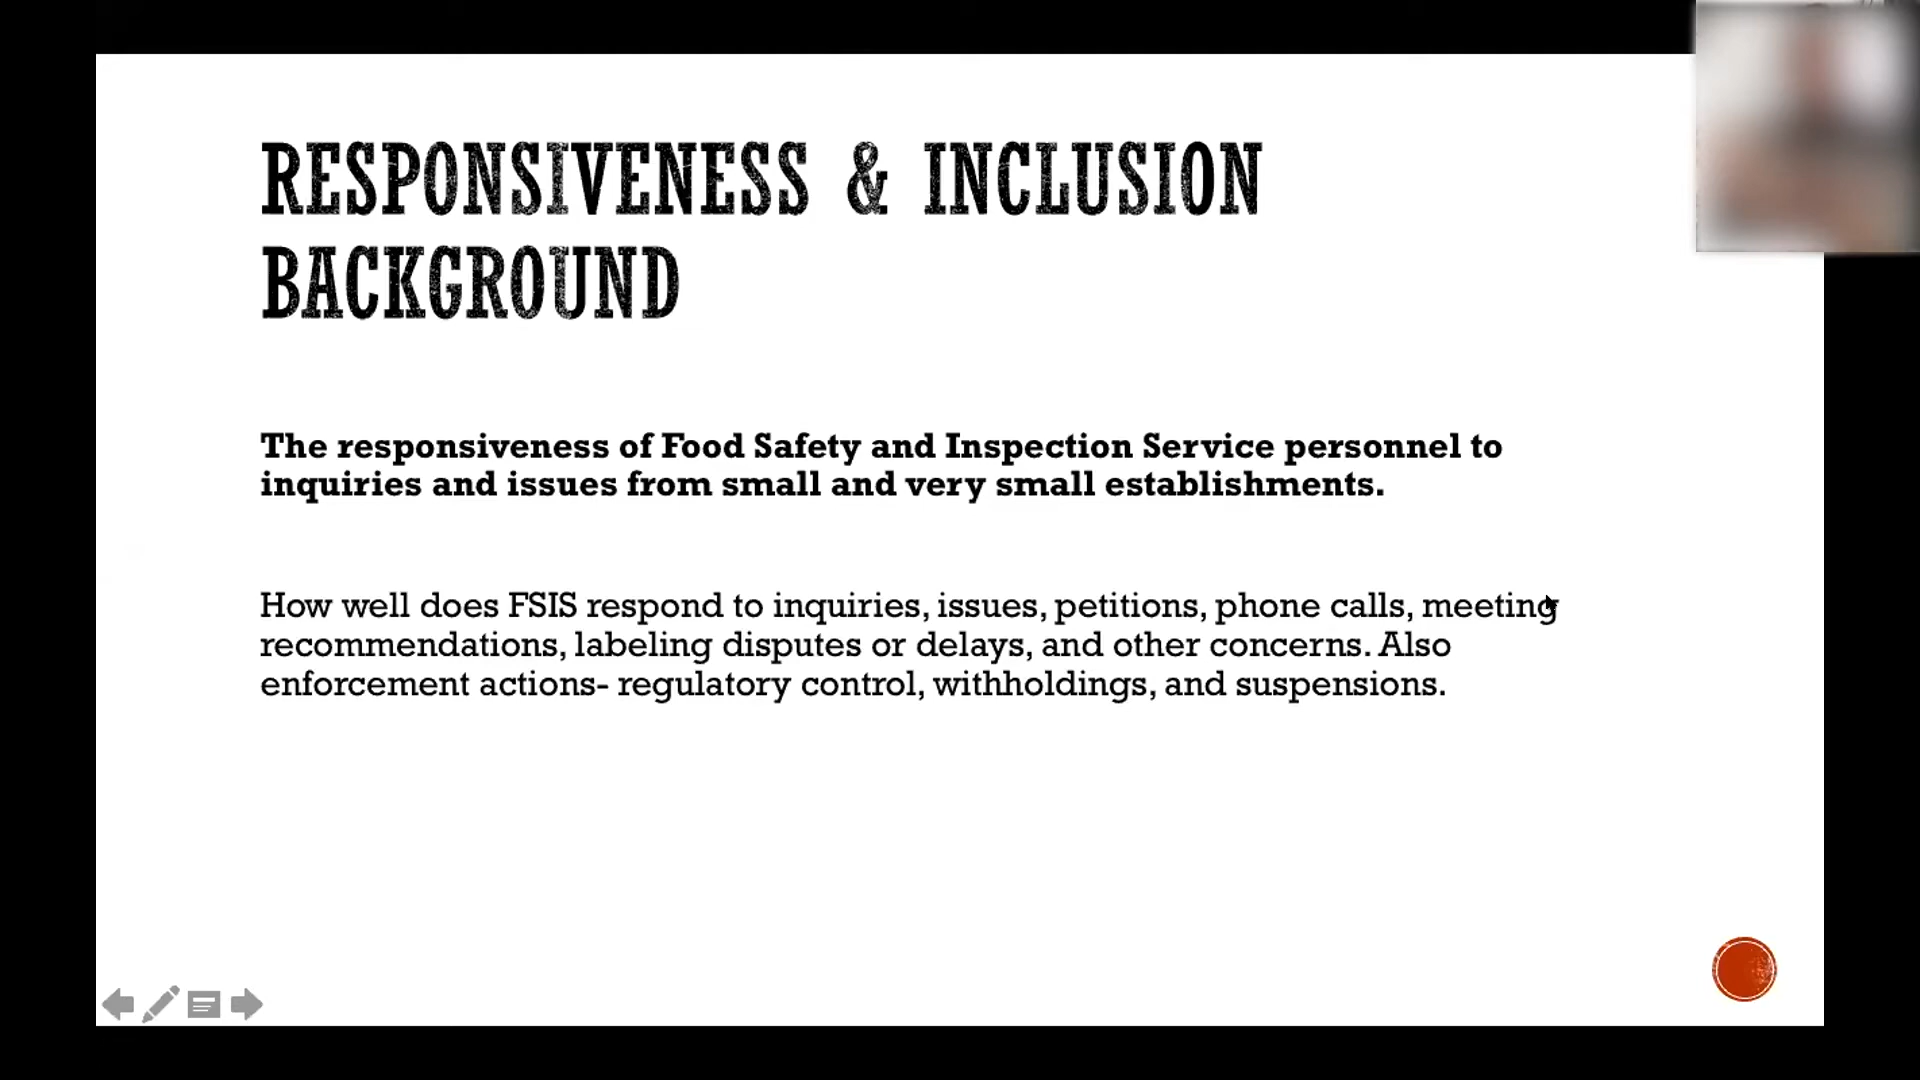 RESPONSIVENESS & INCLUSION
BACKGROUND
The responsiveness of Food Safety and Inspection Service personnel to
inquiries and issues from small and very small establishments.
How well does FSIS respond to inquiries, issues, petitions, phone calls, meeting
recommendations, labeling disputes or delays, and other concerns. Also
enforcement actions- regulatory control, withholdings, and suspensions.